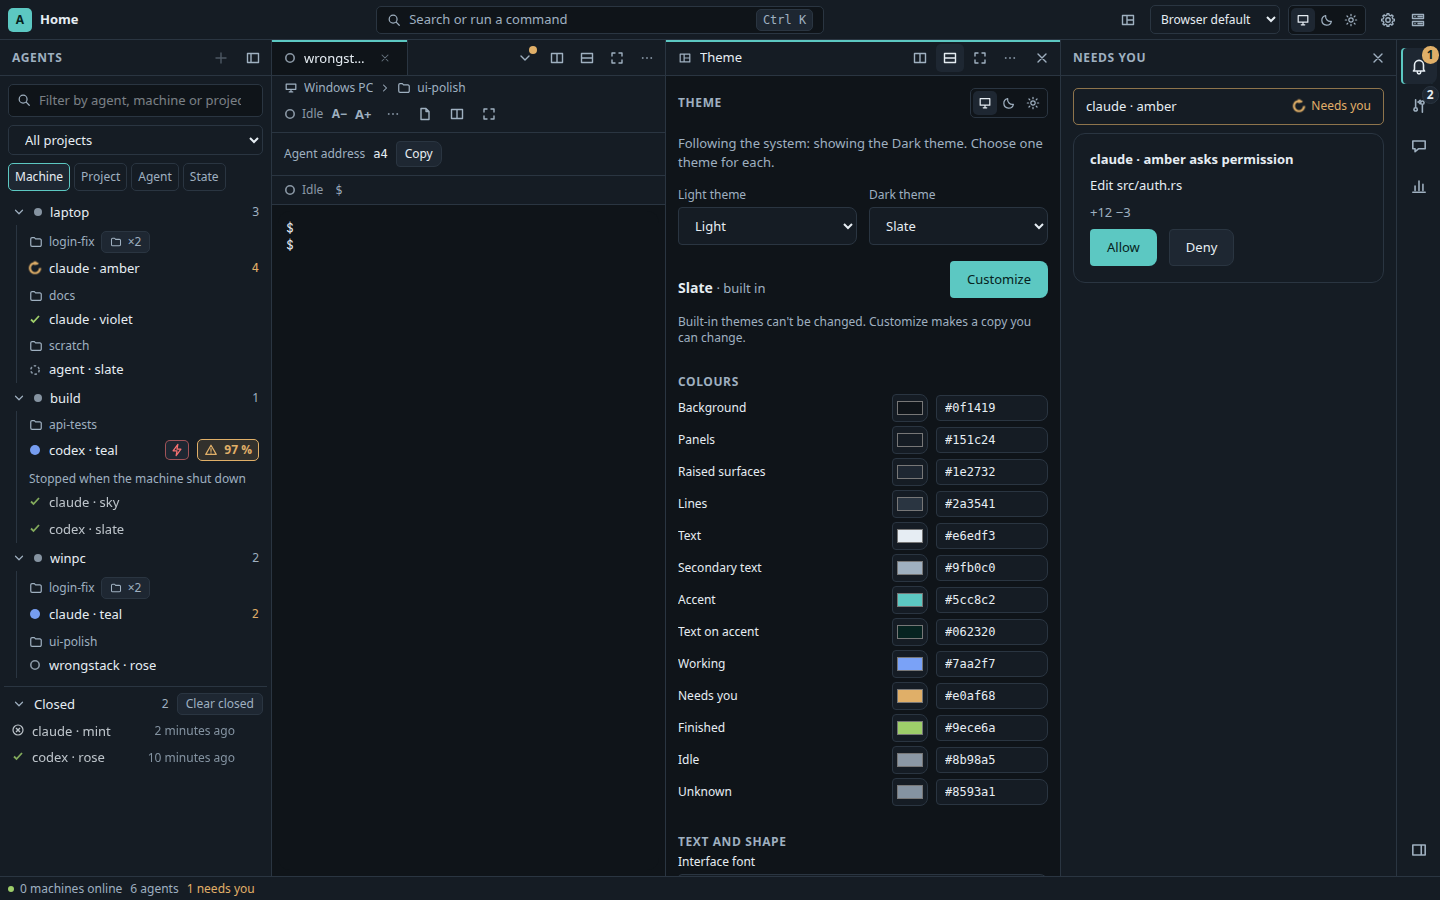 A Home
Search or run a command
Ctrl K
Browser default
AGENTS
Filter by agent, machine or projec
All projects
Machine
Project
Agent
State
laptop 3
login-fix ×2
claude · amber 4
docs
claude · violet
scratch
agent · slate
build 1
api-tests
codex · teal 97 %
Stopped when the machine shut down
claude · sky
codex · slate
winpc 2
login-fix ×2
claude · teal 2
ui-polish
wrongstack · rose
Closed 2 Clear closed
claude · mint 2 minutes ago
codex · rose 10 minutes ago
wrongst...
Windows PC > ui-polish
Idle A− A+
Agent address a4 Copy
Idle $
$
$
Theme
THEME
Following the system: showing the Dark theme. Choose one
theme for each.
Light theme
Dark theme
Light
Slate
Slate · built in
Customize
Built-in themes can't be changed. Customize makes a copy you
can change.
COLOURS
Background #0f1419
Panels #151c24
Raised surfaces #1e2732
Lines #2a3541
Text #e6edf3
Secondary text #9fb0c0
Accent #5cc8c2
Text on accent #062320
Working #7aa2f7
Needs you #e0af68
Finished #9ece6a
Idle #8b98a5
Unknown #8593a1
TEXT AND SHAPE
Interface font
NEEDS YOU
claude · amber Needs you
claude · amber asks permission
Edit src/auth.rs
+12 −3
Allow
Deny
1
2
0 machines online 6 agents 1 needs you